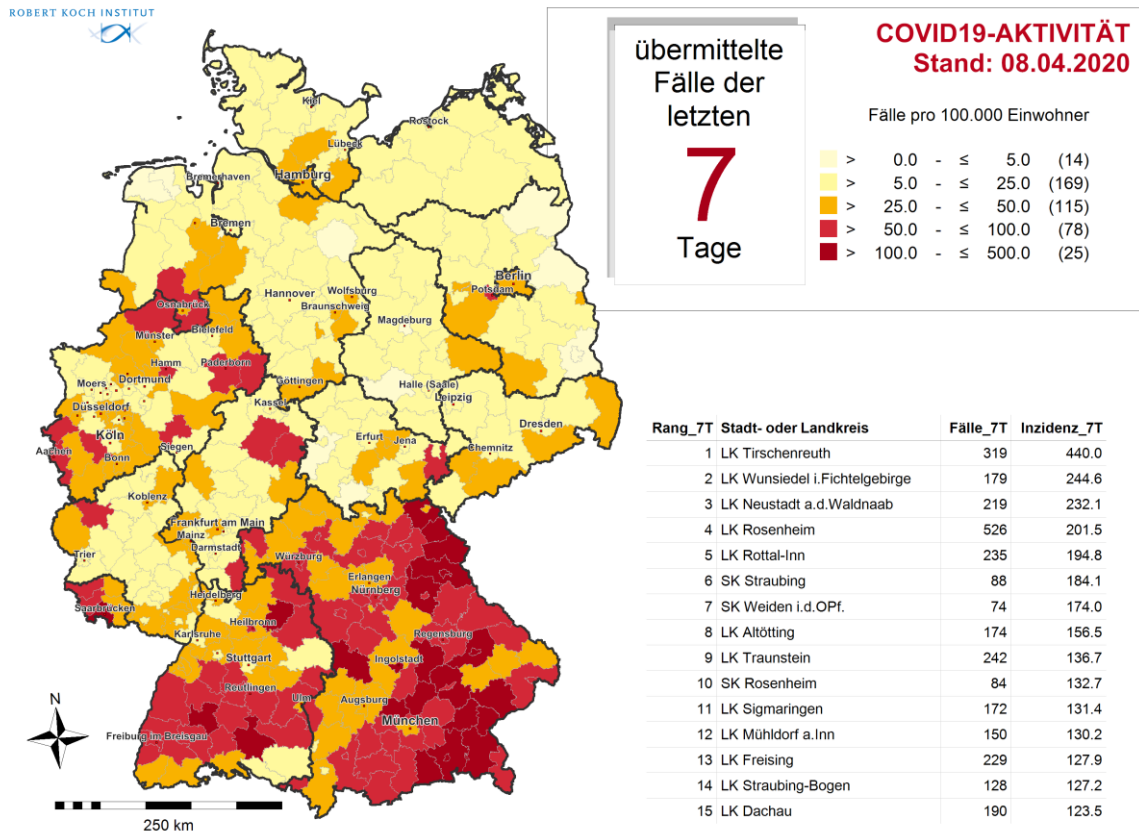 ROBERT KOCH INSTITUT
übermittelte
Fälle der
letzten
7
Tage
COVID19-AKTIVITÄT
Stand: 08.04.2020
Fälle pro 100.000 Einwohner
> 0.0 - ≤ 5.0 (14)
> 5.0 - ≤ 25.0 (169)
> 25.0 - ≤ 50.0 (115)
> 50.0 - ≤ 100.0 (78)
> 100.0 - ≤ 500.0 (25)
Kiel
Rostock
Lübeck
Hamburg
Bremerhaven
Bremen
Berlin
Potsdam
Hannover
Wolfsburg
Braunschweig
Osnabrück
Magdeburg
Münster
Bielefeld
Hamm
Paderborn
Moers
Dortmund
Göttingen
Halle (Saale)
Leipzig
Düsseldorf
Kassel
Dresden
Köln
Erfurt
Jena
Chemnitz
Aachen
Siegen
Bonn
Koblenz
Frankfurt am Main
Mainz
Darmstadt
Würzburg
Trier
Erlangen
Nürnberg
Heidelberg
Saarbrücken
Heilbronn
Karlsruhe
Regensburg
Stuttgart
Ingolstadt
Reutlingen
Ulm
Augsburg
München
Freiburg im Breisgau
N
250 km
Rang_7T Stadt- oder Landkreis Fälle_7T Inzidenz_7T
1 LK Tirschenreuth 319 440.0
2 LK Wunsiedel i.Fichtelgebirge 179 244.6
3 LK Neustadt a.d.Waldnaab 219 232.1
4 LK Rosenheim 526 201.5
5 LK Rottal-Inn 235 194.8
6 SK Straubing 88 184.1
7 SK Weiden i.d.OPf. 74 174.0
8 LK Altötting 174 156.5
9 LK Traunstein 242 136.7
10 SK Rosenheim 84 132.7
11 LK Sigmaringen 172 131.4
12 LK Mühldorf a.Inn 150 130.2
13 LK Freising 229 127.9
14 LK Straubing-Bogen 128 127.2
15 LK Dachau 190 123.5